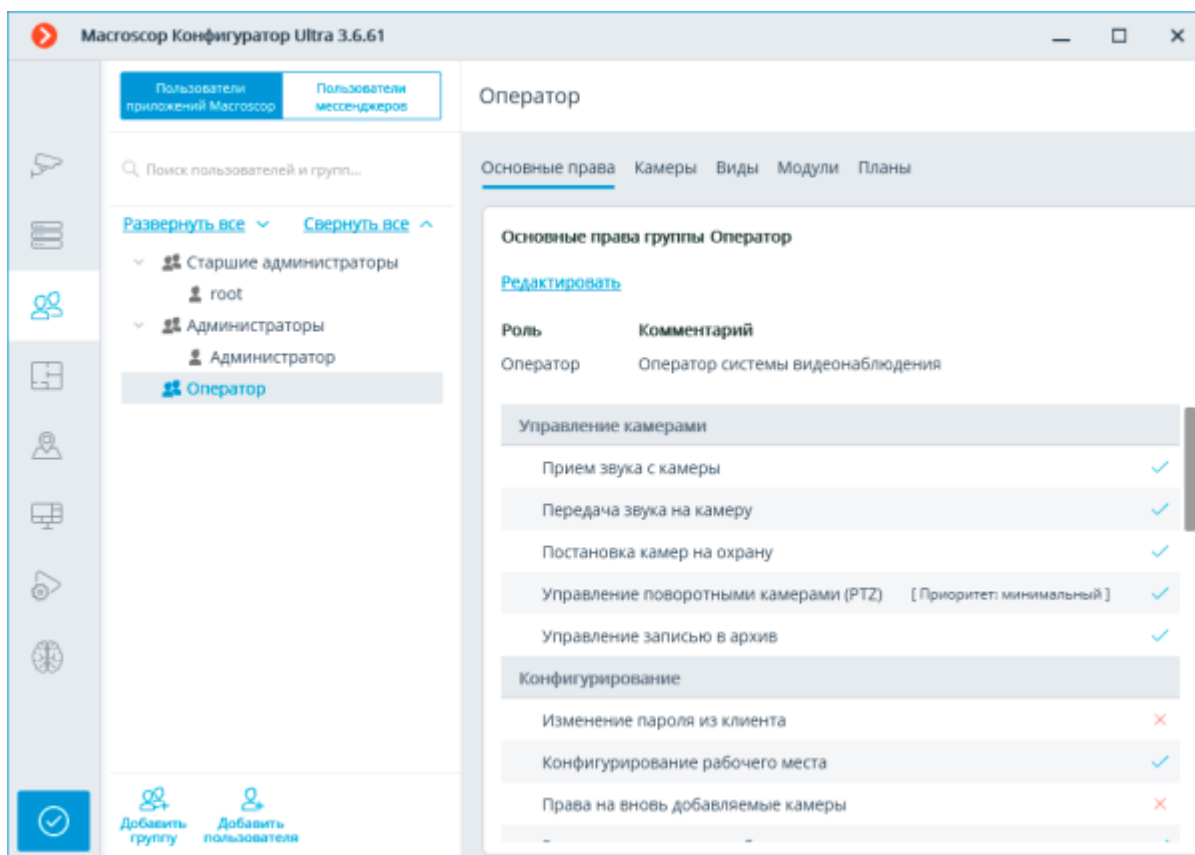 Macroscop Конфигуратор Ultra 3.6.61
Пользователи приложений Macroscop
Пользователи мессенджеров
Поиск пользователей и групп...
Развернуть все
Свернуть все
Старшие администраторы
root
Администраторы
Администратор
Оператор
Добавить группу
Добавить пользователя
Оператор
Основные права Камеры Виды Модули Планы
Основные права группы Оператор
Редактировать
Роль Комментарий
Оператор Оператор системы видеонаблюдения
Управление камерами
Прием звука с камеры
Передача звука на камеру
Постановка камер на охрану
Управление поворотными камерами (PTZ) [ Приоритет: минимальный ]
Управление записью в архив
Конфигурирование
Изменение пароля из клиента
Конфигурирование рабочего места
Права на вновь добавляемые камеры